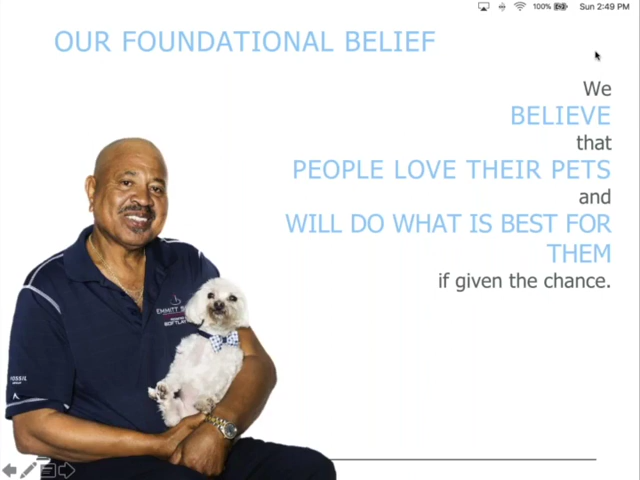 100%
Sun 2:49 PM
OUR FOUNDATIONAL BELIEF
We
BELIEVE
that
PEOPLE LOVE THEIR PETS
and
WILL DO WHAT IS BEST FOR
THEM
if given the chance.
EMMITT